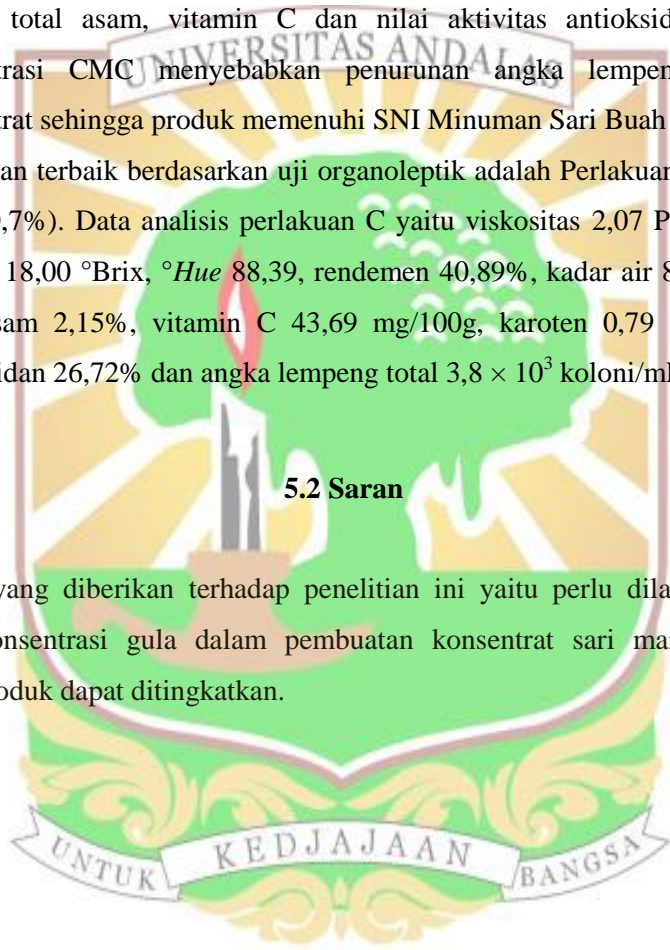 total asam, vitamin C dan nilai aktivitas antioksid
trasi CMC menyebabkan penurunan angka lempen
UNIVERSITAS ANDALAS
trat sehingga produk memenuhi SNI Minuman Sari Buah
an terbaik berdasarkan uji organoleptik adalah Perlakuan
0,7%). Data analisis perlakuan C yaitu viskositas 2,07 P
18,00 °Brix, °Hue 88,39, rendemen 40,89%, kadar air 8
sam 2,15%, vitamin C 43,69 mg/100g, karoten 0,79
idan 26,72% dan angka lempeng total 3,8 × 10³ koloni/mL
5.2 Saran
yang diberikan terhadap penelitian ini yaitu perlu dila
onsentrasi gula dalam pembuatan konsentrat sari mar
oduk dapat ditingkatkan.
UNTUK KEDJAJAAN BANGSA